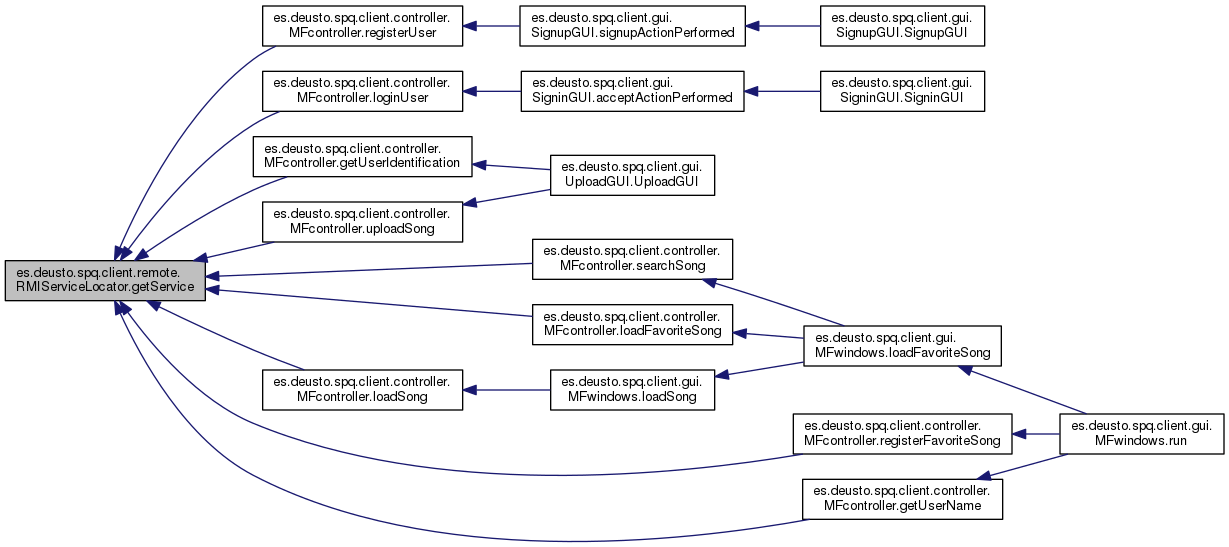 es.deusto.spq.client.controller.
MFcontroller.registerUser
es.deusto.spq.client.gui.
SignupGUI.signupActionPerformed
es.deusto.spq.client.gui.
SignupGUI.SignupGUI
es.deusto.spq.client.controller.
MFcontroller.loginUser
es.deusto.spq.client.gui.
SigninGUI.acceptActionPerformed
es.deusto.spq.client.gui.
SigninGUI.SigninGUI
es.deusto.spq.client.controller.
MFcontroller.getUserIdentification
es.deusto.spq.client.gui.
UploadGUI.UploadGUI
es.deusto.spq.client.controller.
MFcontroller.uploadSong
es.deusto.spq.client.remote.
RMIServiceLocator.getService
es.deusto.spq.client.controller.
MFcontroller.searchSong
es.deusto.spq.client.controller.
MFcontroller.loadFavoriteSong
es.deusto.spq.client.gui.
MFwindows.loadFavoriteSong
es.deusto.spq.client.controller.
MFcontroller.loadSong
es.deusto.spq.client.gui.
MFwindows.loadSong
es.deusto.spq.client.controller.
MFcontroller.registerFavoriteSong
es.deusto.spq.client.gui.
MFwindows.run
es.deusto.spq.client.controller.
MFcontroller.getUserName